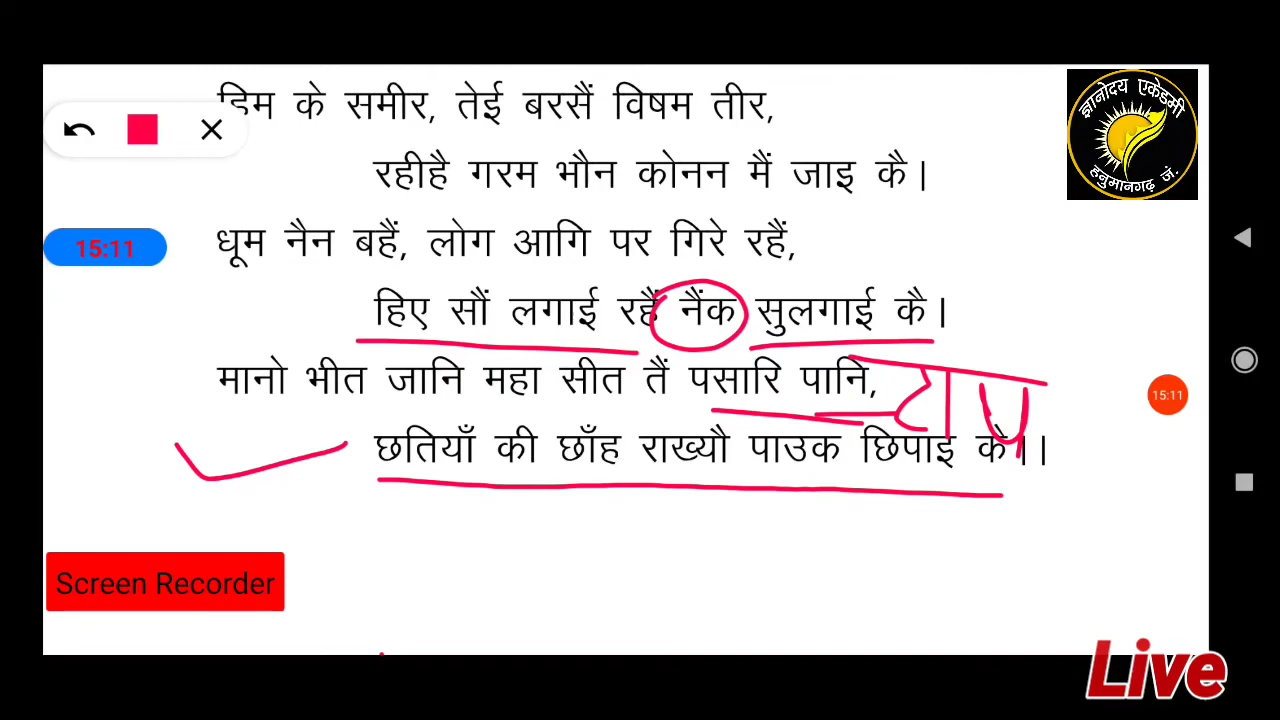 हिम के समीर, तेई बरसैं विषम तीर,
रहीहै गरम भौन कोनन मैं जाइ कै।
15:11
धूम नैन बहैं, लोग आगि पर गिरे रहैं,
हिए सौं लगाई रहैं नैंक सुलगाई कै।
मानो भीत जानि महा सीत तैं पसारि पानि,
15:11
छतियाँ की छाँह राख्यौ पाउक छिपाइ के।।
Screen Recorder
ज्ञानोदय एकेडमी
हनुमानगढ़ जं.
Live